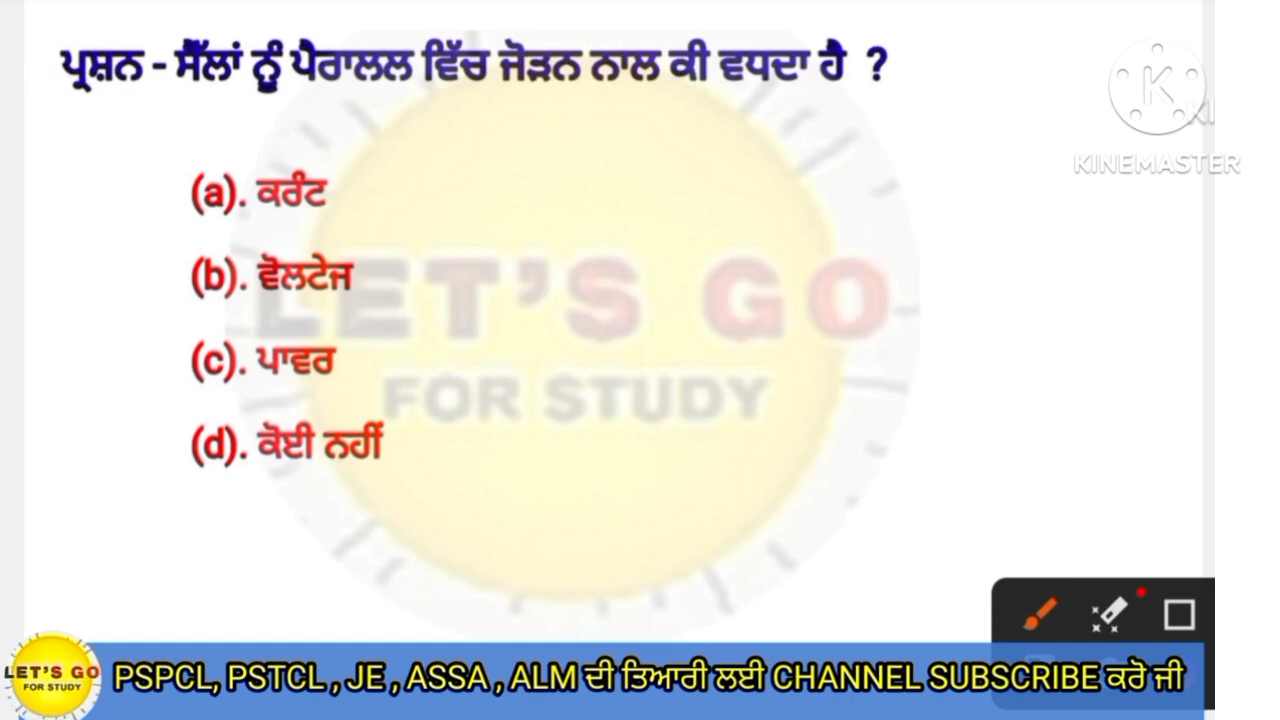 ਪ੍ਰਸ਼ਨ - ਸੈੱਲਾਂ ਨੂੰ ਪੈਰਾਲਲ ਵਿੱਚ ਜੋੜਨ ਨਾਲ ਕੀ ਵਧਦਾ ਹੈ ?
K
KI
KINEMASTER
(a). ਕਰੰਟ
(b). ਵੋਲਟੇਜ
LET'S GO
(c). ਪਾਵਰ
FOR STUDY
(d). ਕੋਈ ਨਹੀਂ
LET'S GO
FOR STUDY
PSPCL, PSTCL , JE , ASSA , ALM ਦੀ ਤਿਆਰੀ ਲਈ CHANNEL SUBSCRIBE ਕਰੋ ਜੀ